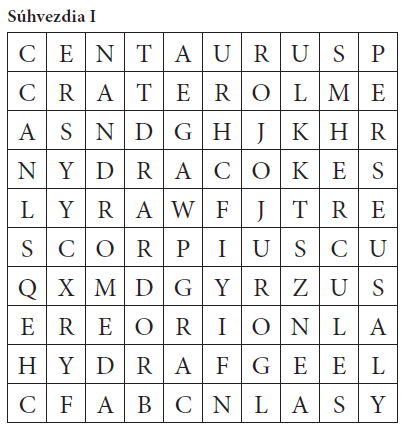 Súhvezdia I
C E N T A U R U S P
C R A T E R O L M E
A S N D G H J K H R
N Y D R A C O K E S
L Y R A W F J T R E
S C O R P I U S C U
Q X M D G Y R Z U S
E R E O R I O N L A
H Y D R A F G E E L
C F A B C N L A S Y